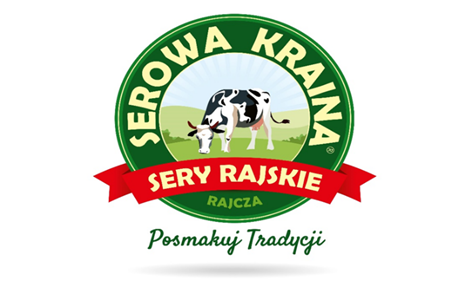 SEROWA KRAINA
SERY RAJSKIE
RAJCZA
Posmakuj Tradycji